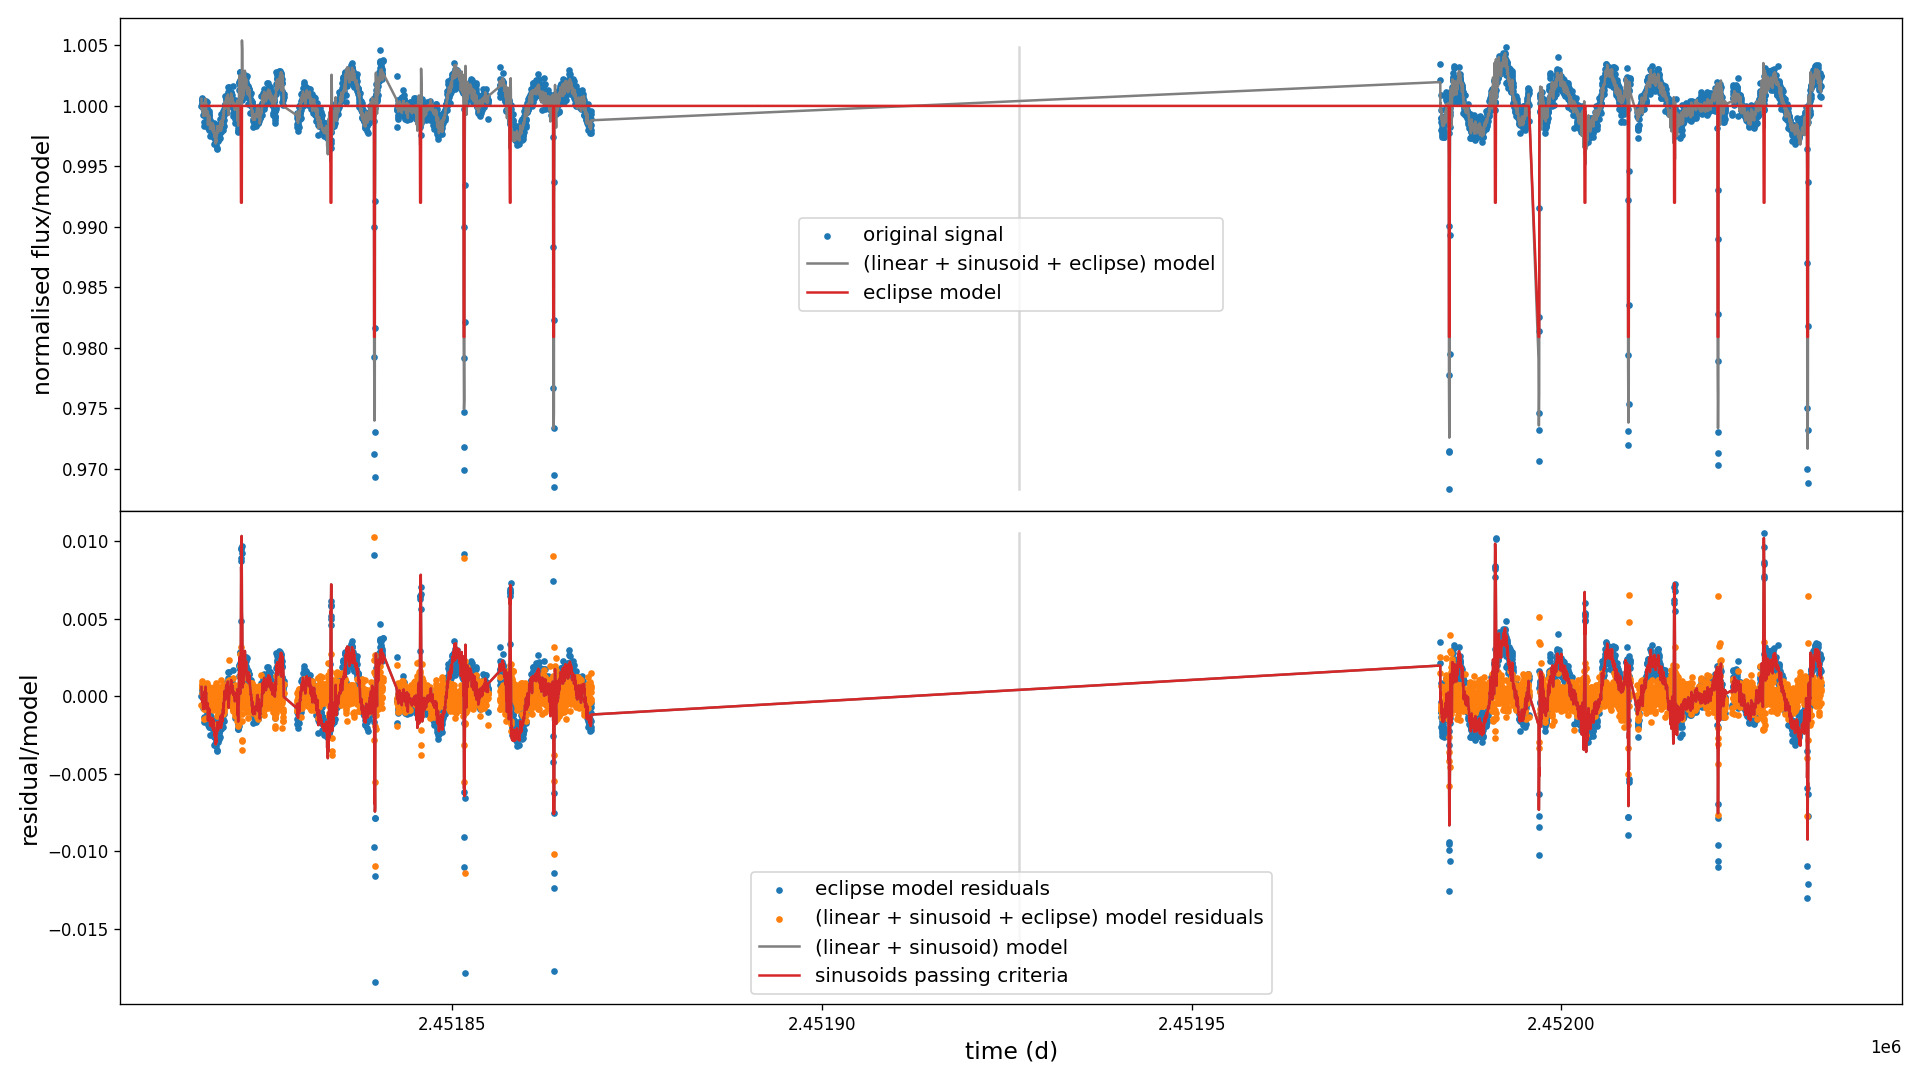 normalised flux/model
1.005
1.000
0.995
0.990
0.985
0.980
0.975
0.970
original signal
(linear + sinusoid + eclipse) model
eclipse model
residual/model
0.010
0.005
0.000
−0.005
−0.010
−0.015
eclipse model residuals
(linear + sinusoid + eclipse) model residuals
(linear + sinusoid) model
sinusoids passing criteria
2.45185
2.45190
2.45195
2.45200
time (d)
1e6